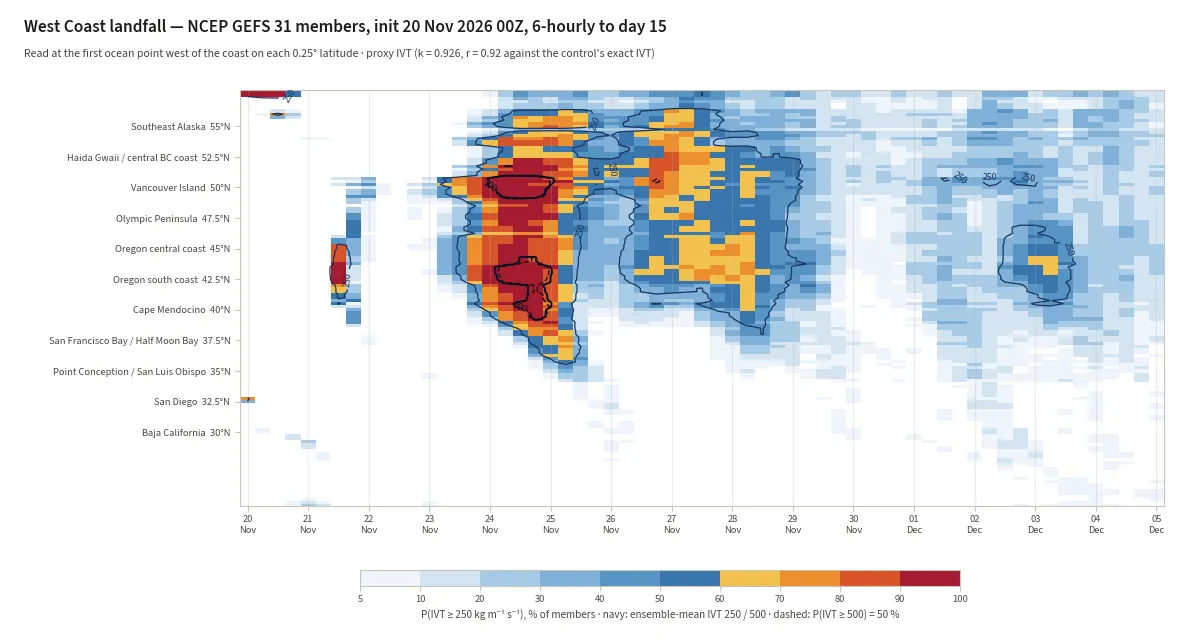 West Coast landfall — NCEP GEFS 31 members, init 20 Nov 2026 00Z, 6-hourly to day 15
Read at the first ocean point west of the coast on each 0.25° latitude · proxy IVT (k = 0.926, r = 0.92 against the control's exact IVT)
Southeast Alaska 55°N
Haida Gwaii / central BC coast 52.5°N
Vancouver Island 50°N
Olympic Peninsula 47.5°N
Oregon central coast 45°N
Oregon south coast 42.5°N
Cape Mendocino 40°N
San Francisco Bay / Half Moon Bay 37.5°N
Point Conception / San Luis Obispo 35°N
San Diego 32.5°N
Baja California 30°N
250 250 250
250
20 Nov 21 Nov 22 Nov 23 Nov 24 Nov 25 Nov 26 Nov 27 Nov 28 Nov 29 Nov 30 Nov 01 Dec 02 Dec 03 Dec 04 Dec 05 Dec
5 10 20 30 40 50 60 70 80 90 100
P(IVT ≥ 250 kg m⁻¹ s⁻¹), % of members · navy: ensemble-mean IVT 250 / 500 · dashed: P(IVT ≥ 500) = 50 %